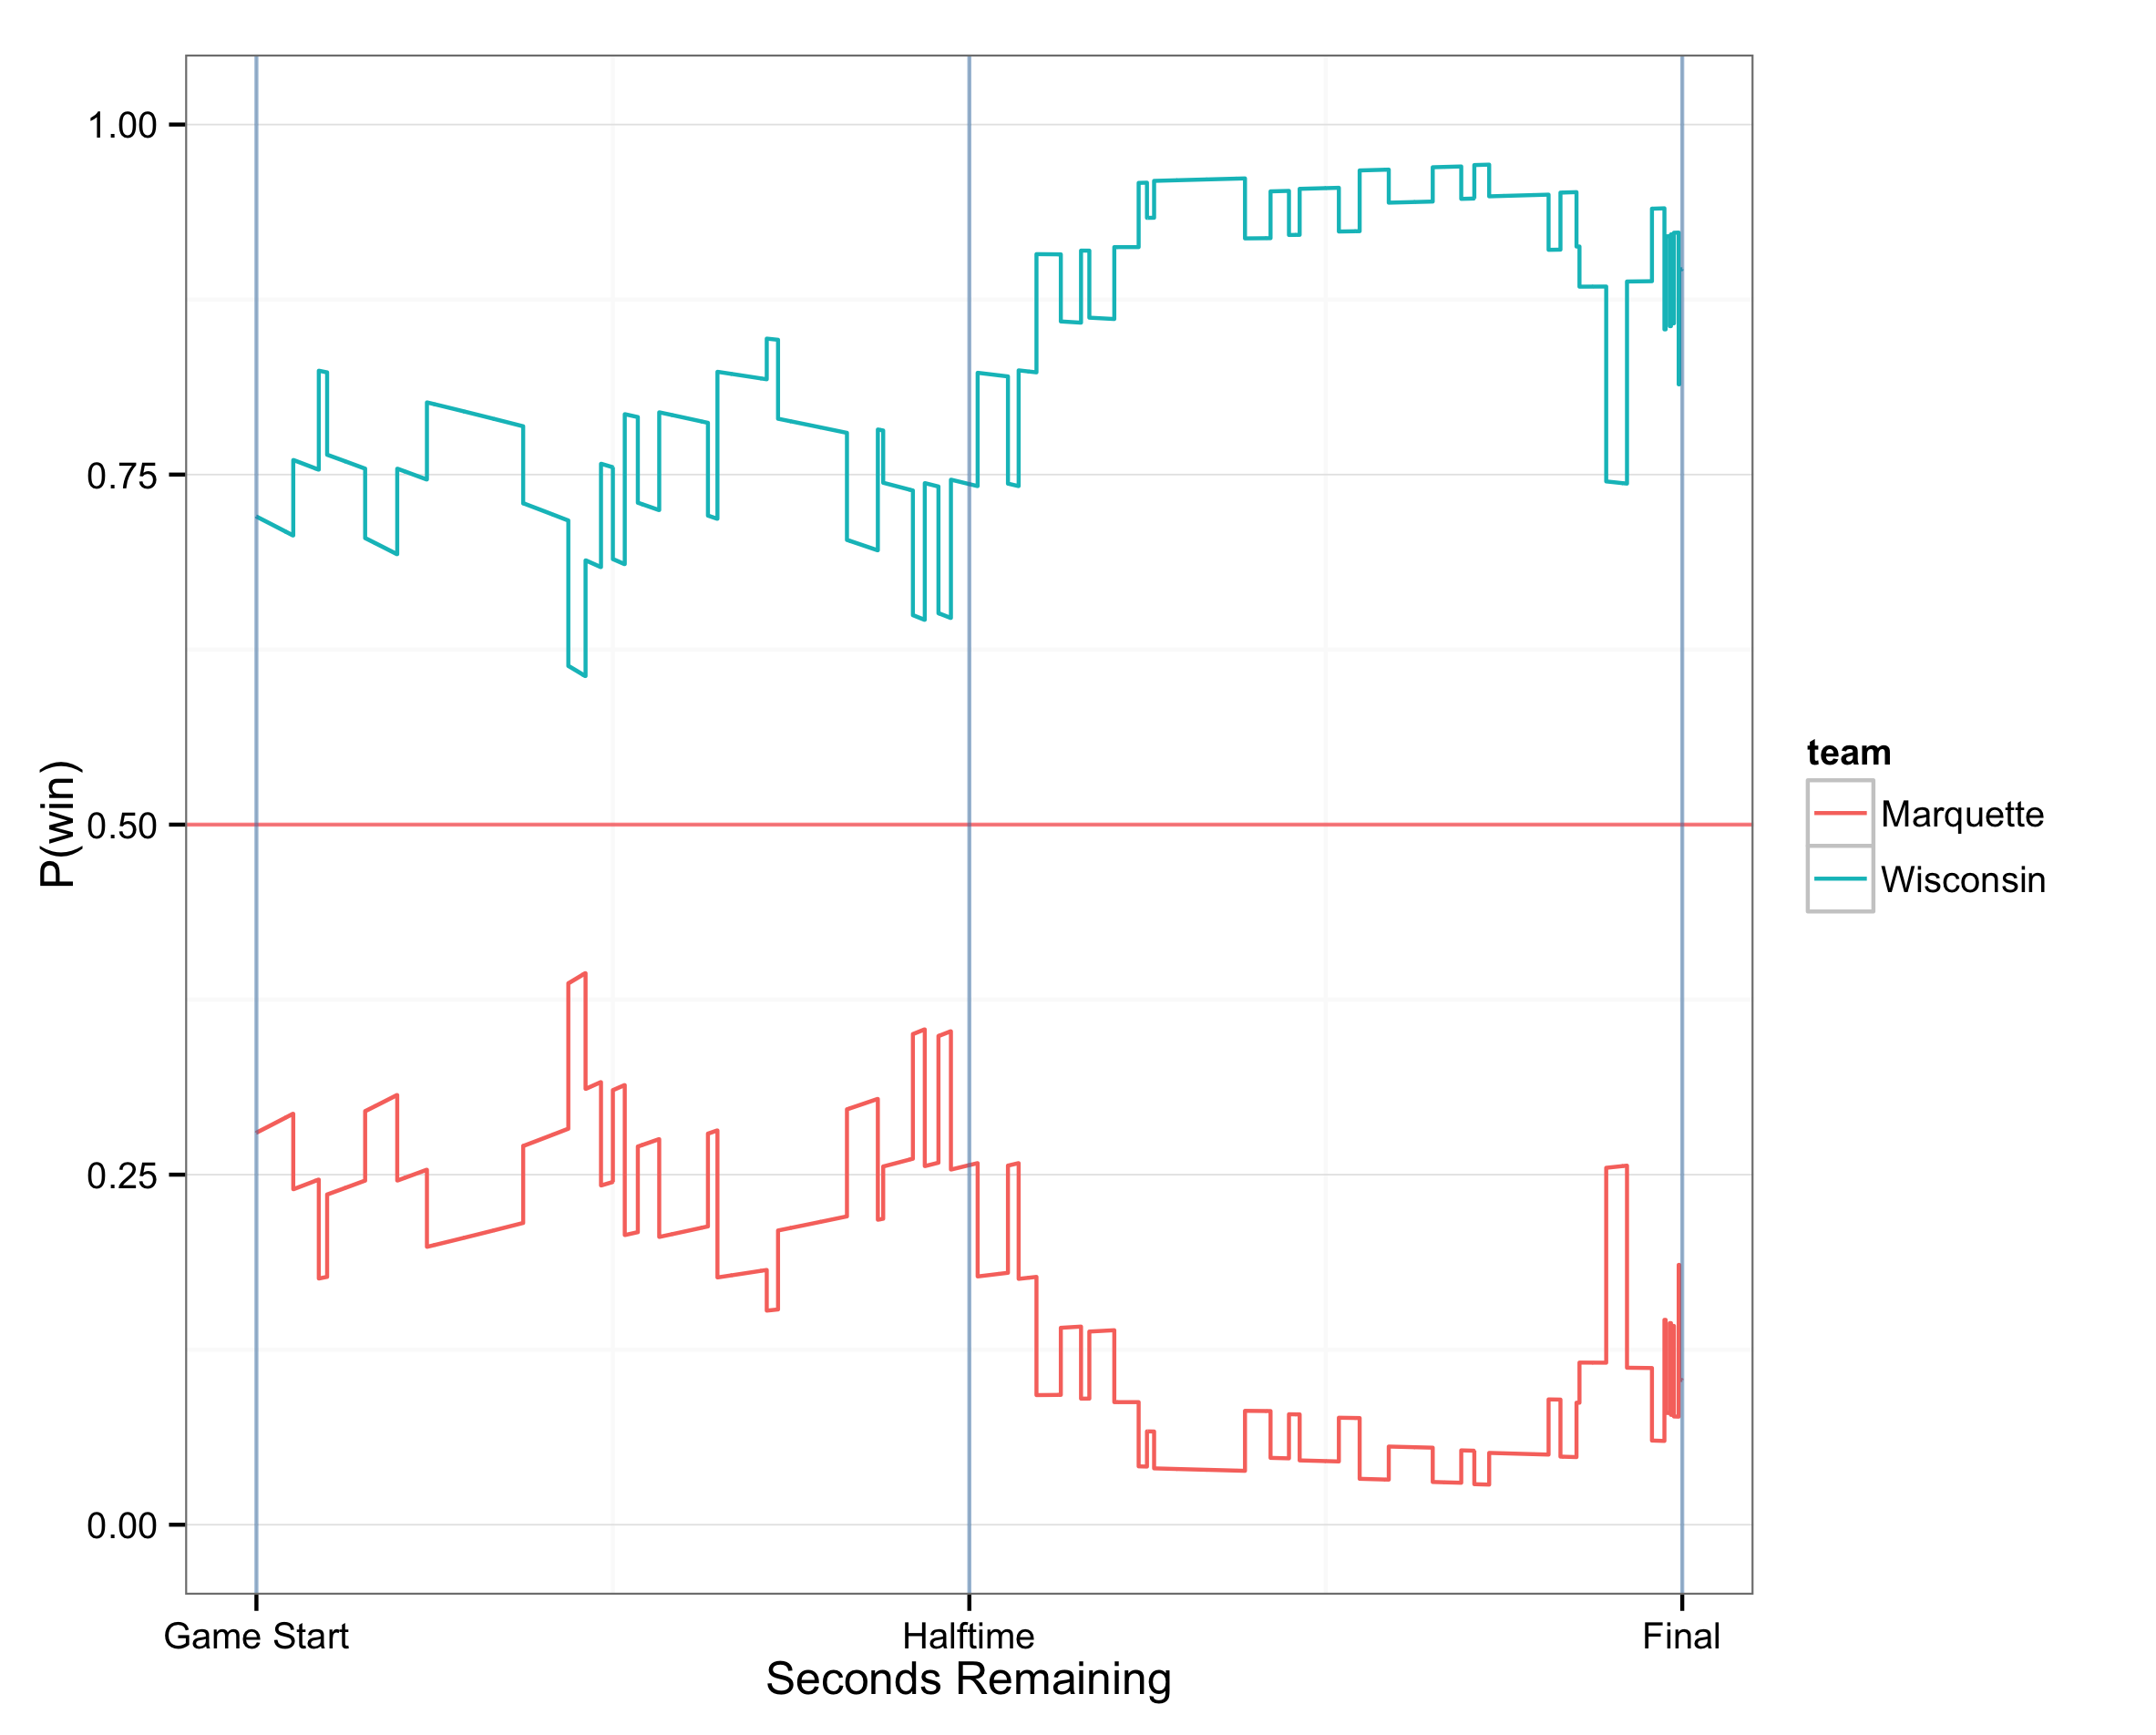 1.00
0.75
0.50
0.25
0.00
P(win)
Game Start
Halftime
Final
Seconds Remaining
team
Marquette
Wisconsin